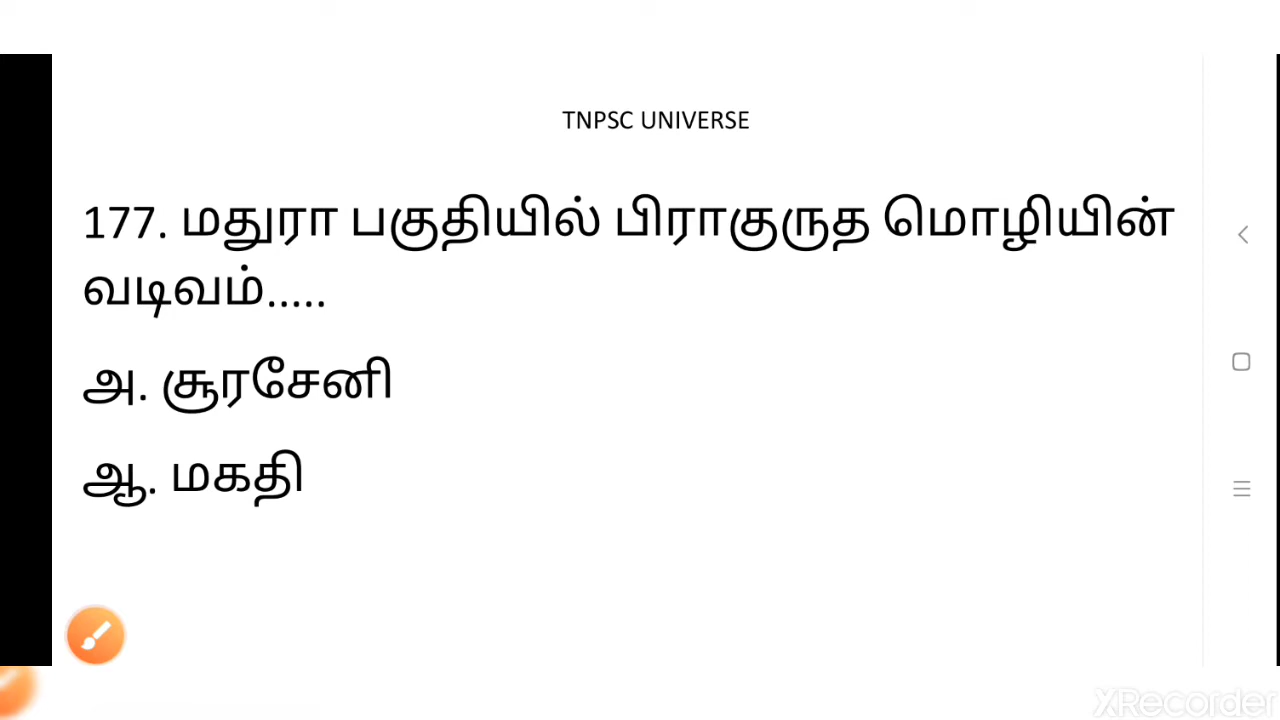 TNPSC UNIVERSE
177. மதுரா பகுதியில் பிராகுருத மொழியின்
வடிவம்.....
அ. சூரசேனி
ஆ. மகதி
XRecorder